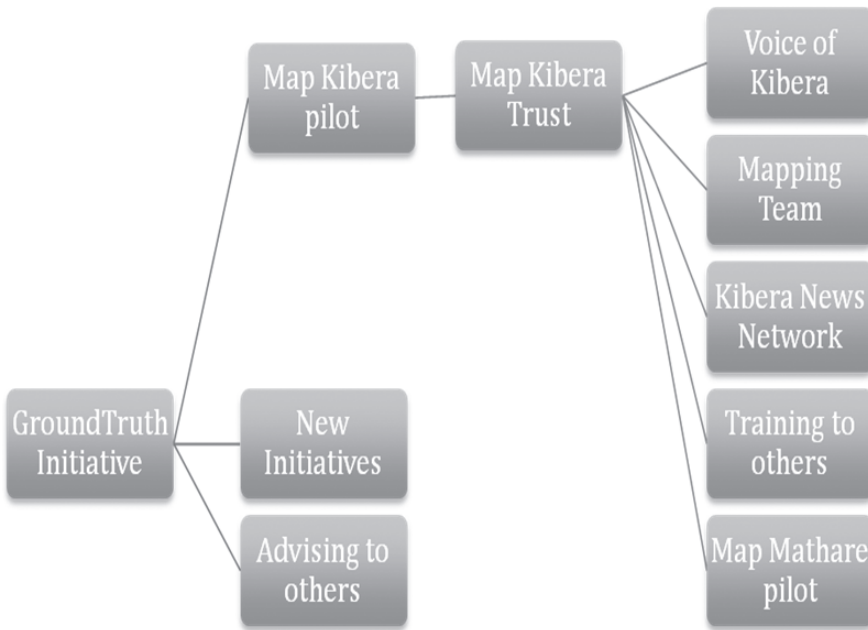 Map Kibera
pilot
Map Kibera
Trust
Voice of
Kibera
Mapping
Team
Kibera News
Network
GroundTruth
Initiative
New
Initiatives
Training to
others
Advising to
others
Map Mathare
pilot